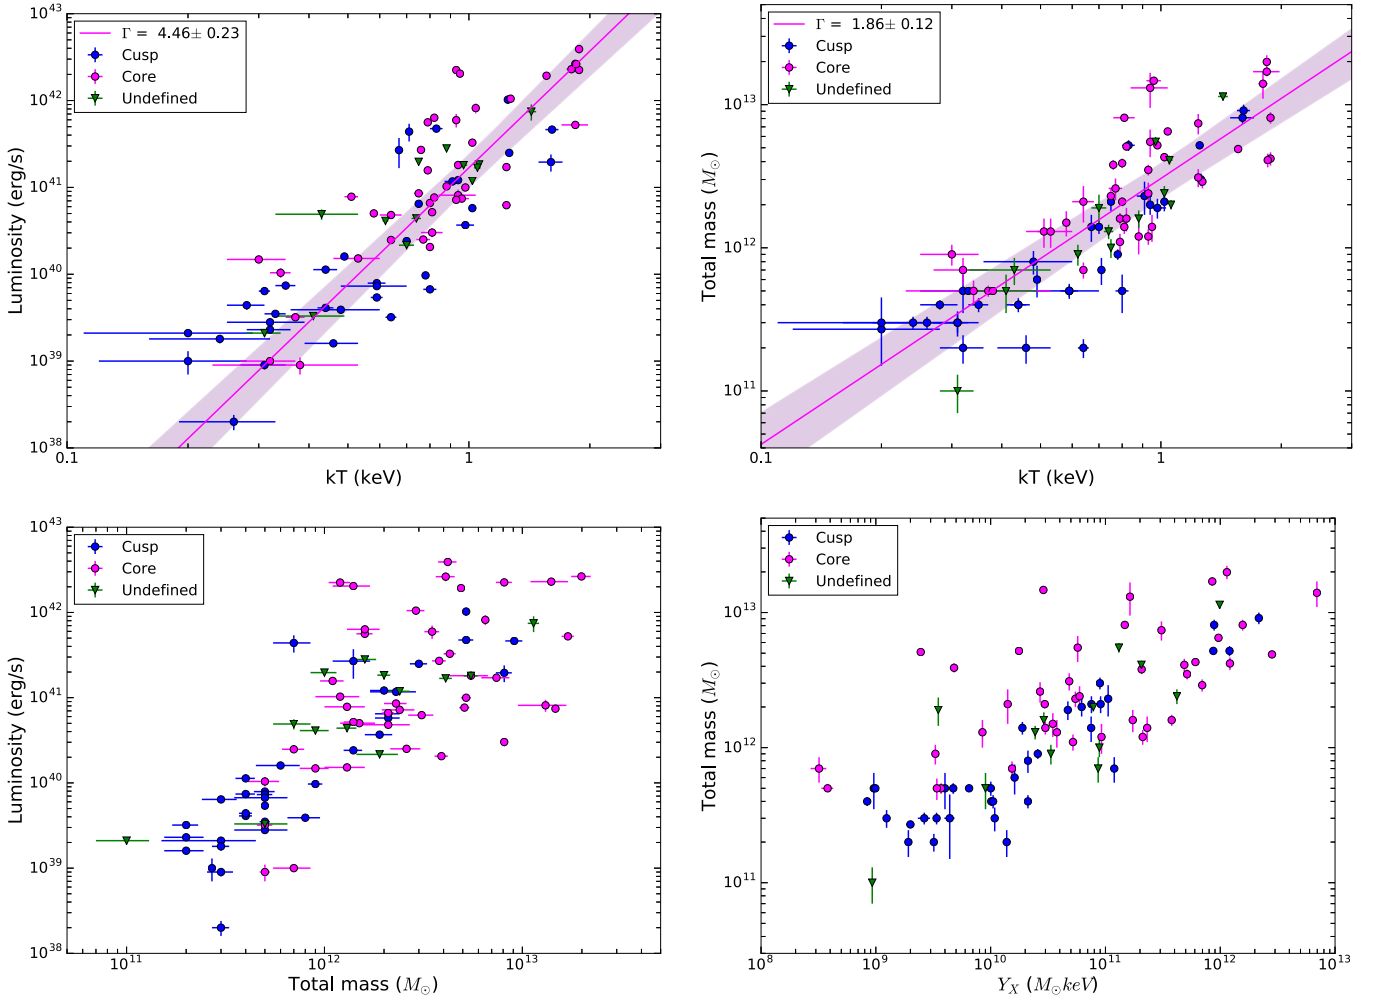 10^43
10^42
10^41
10^40
10^39
10^38
Luminosity (erg/s)
Γ = 4.46± 0.23
Cusp
Core
Undefined
0.1
1
kT (keV)
10^13
10^12
10^11
Total mass (M_⊙)
Γ = 1.86± 0.12
Cusp
Core
Undefined
0.1
1
kT (keV)
10^43
10^42
10^41
10^40
10^39
10^38
Luminosity (erg/s)
Cusp
Core
Undefined
10^11
10^12
10^13
Total mass (M_⊙)
10^13
10^12
10^11
Total mass (M_⊙)
Cusp
Core
Undefined
10^8
10^9
10^10
10^11
10^12
10^13
Y_X (M_⊙keV)